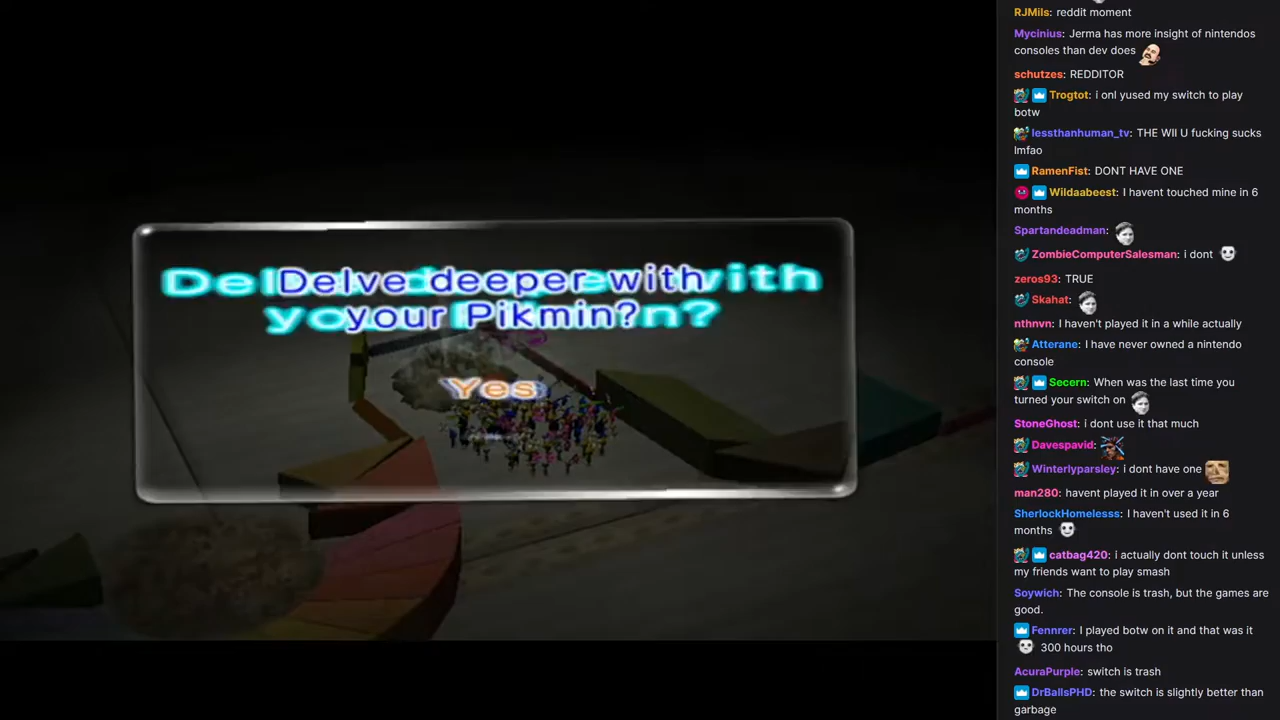 Delve deeper with
your Pikmin?
Yes
RJMils: reddit moment
Mycinius: Jerma has more insight of nintendos
consoles than dev does
schutzes: REDDITOR
Trogtot: i onl yused my switch to play
botw
lessthanhuman_tv: THE WII U fucking sucks
lmfao
RamenFist: DONT HAVE ONE
Wildaabeest: I havent touched mine in 6
months
Spartandeadman:
ZombieComputerSalesman: i dont
zeros93: TRUE
Skahat:
nthnvn: I haven't played it in a while actually
Atterane: I have never owned a nintendo
console
Secern: When was the last time you
turned your switch on
StoneGhost: i dont use it that much
Davespavid:
Winterlyparsley: i dont have one
man280: havent played it in over a year
SherlockHomelesss: I haven't used it in 6
months
catbag420: i actually dont touch it unless
my friends want to play smash
Soywich: The console is trash, but the games are
good.
Fennrer: I played botw on it and that was it
300 hours tho
AcuraPurple: switch is trash
DrBallsPHD: the switch is slightly better than
garbage